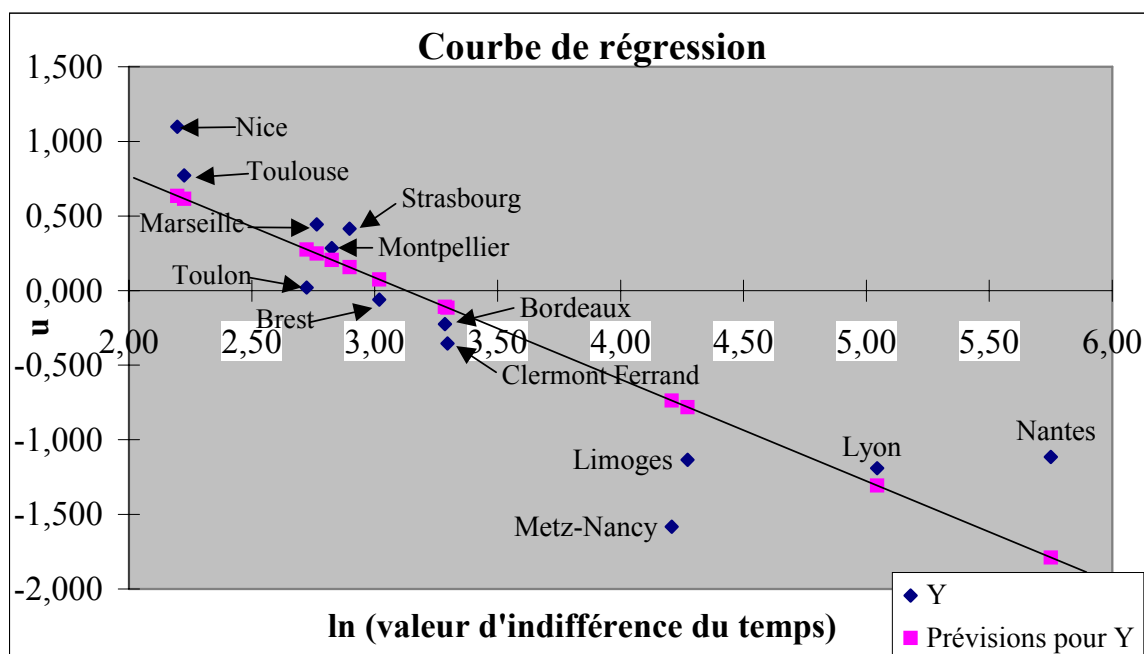 Courbe de régression
1,500
1,000
0,500
0,000
-0,500
-1,000
-1,500
-2,000
u
2,00 2,50 3,00 3,50 4,00 4,50 5,00 5,50 6,00
Nice
Toulouse
Strasbourg
Marseille
Montpellier
Toulon
Brest
Bordeaux
Clermont Ferrand
Limoges
Lyon
Nantes
Metz-Nancy
ln (valeur d'indifférence du temps)
Y
Prévisions pour Y